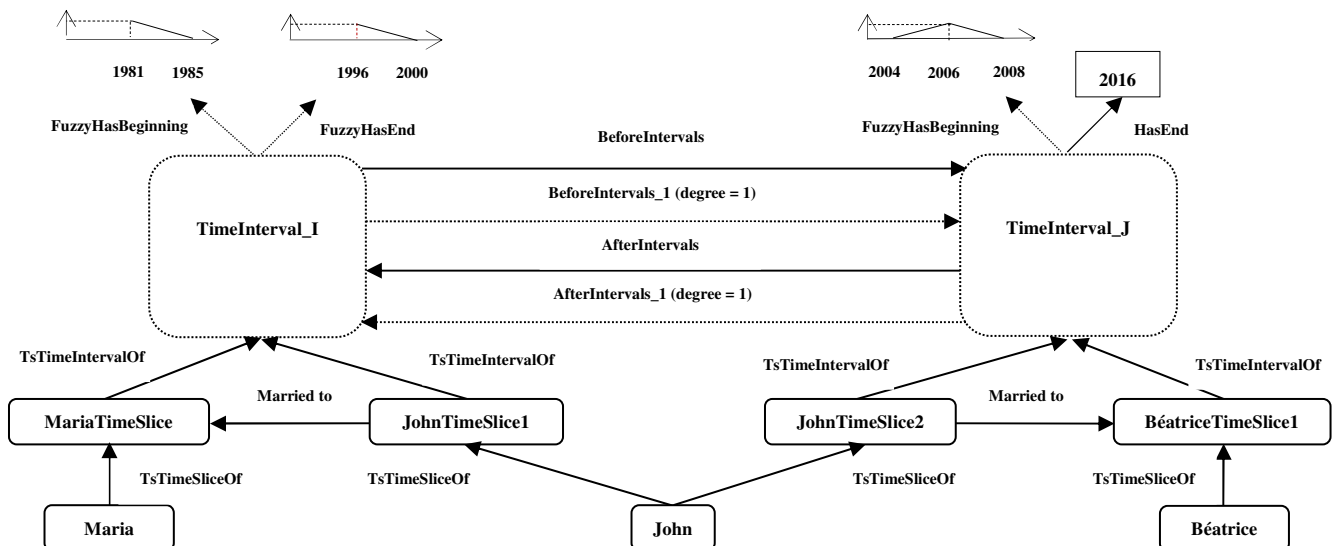 1981 1985
1996 2000
2004 2006 2008
2016
FuzzyHasBeginning
FuzzyHasEnd
FuzzyHasBeginning
HasEnd
BeforeIntervals
BeforeIntervals_1 (degree = 1)
TimeInterval_I
TimeInterval_J
AfterIntervals
AfterIntervals_1 (degree = 1)
TsTimeIntervalOf
TsTimeIntervalOf
TsTimeIntervalOf
TsTimeIntervalOf
Married to
Married to
MariaTimeSlice
JohnTimeSlice1
JohnTimeSlice2
BéatriceTimeSlice1
TsTimeSliceOf
TsTimeSliceOf
TsTimeSliceOf
TsTimeSliceOf
Maria
John
Béatrice